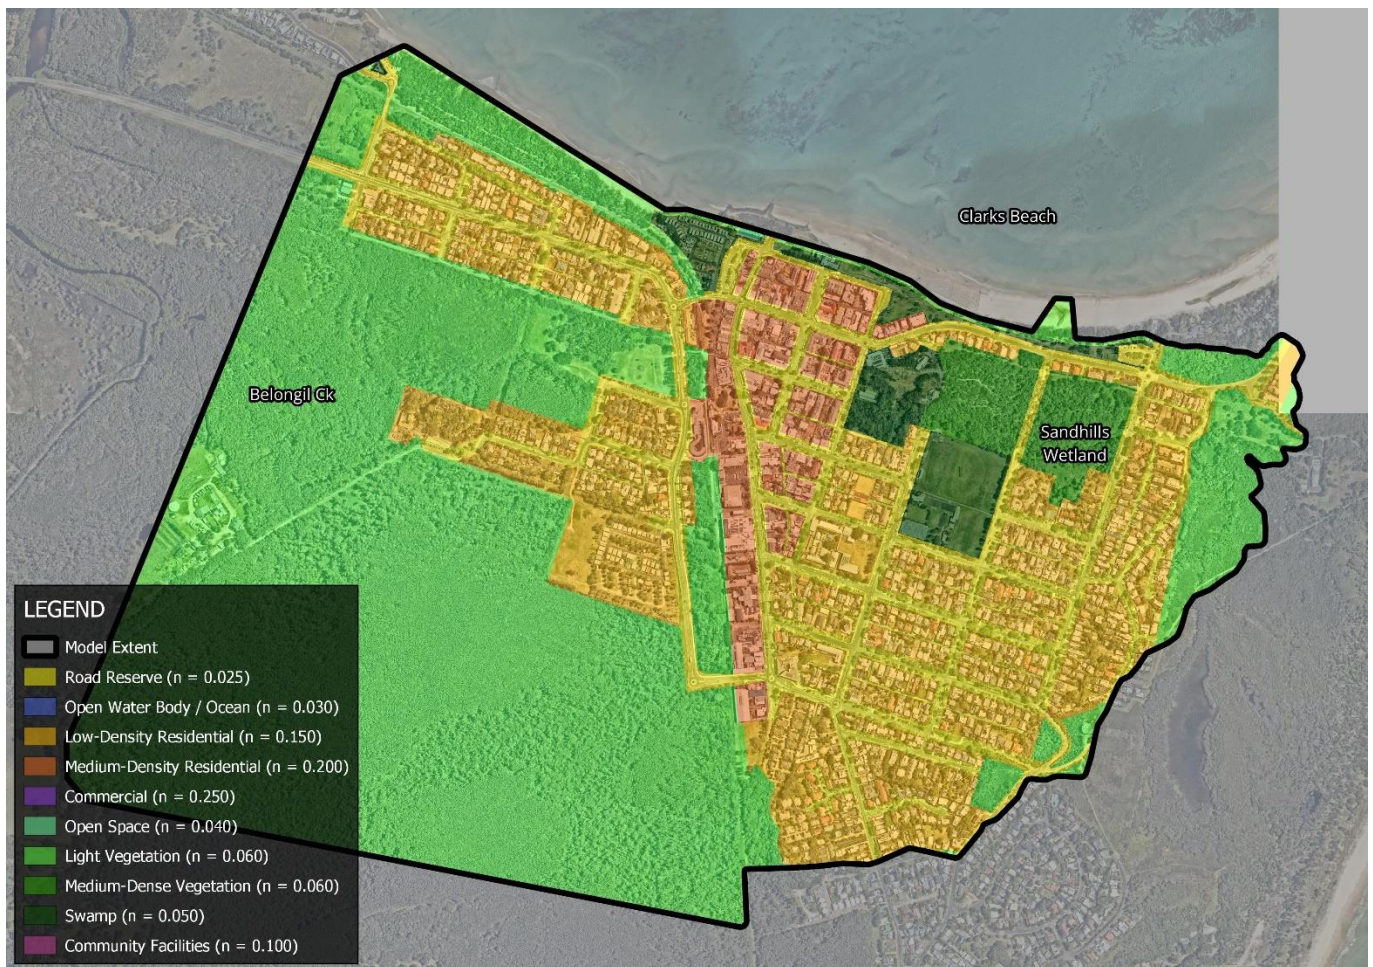 Clarks Beach
Belongil Ck
Sandhills
Wetland
LEGEND
Model Extent
Road Reserve (n = 0.025)
Open Water Body / Ocean (n = 0.030)
Low-Density Residential (n = 0.150)
Medium-Density Residential (n = 0.200)
Commercial (n = 0.250)
Open Space (n = 0.040)
Light Vegetation (n = 0.060)
Medium-Dense Vegetation (n = 0.060)
Swamp (n = 0.050)
Community Facilities (n = 0.100)